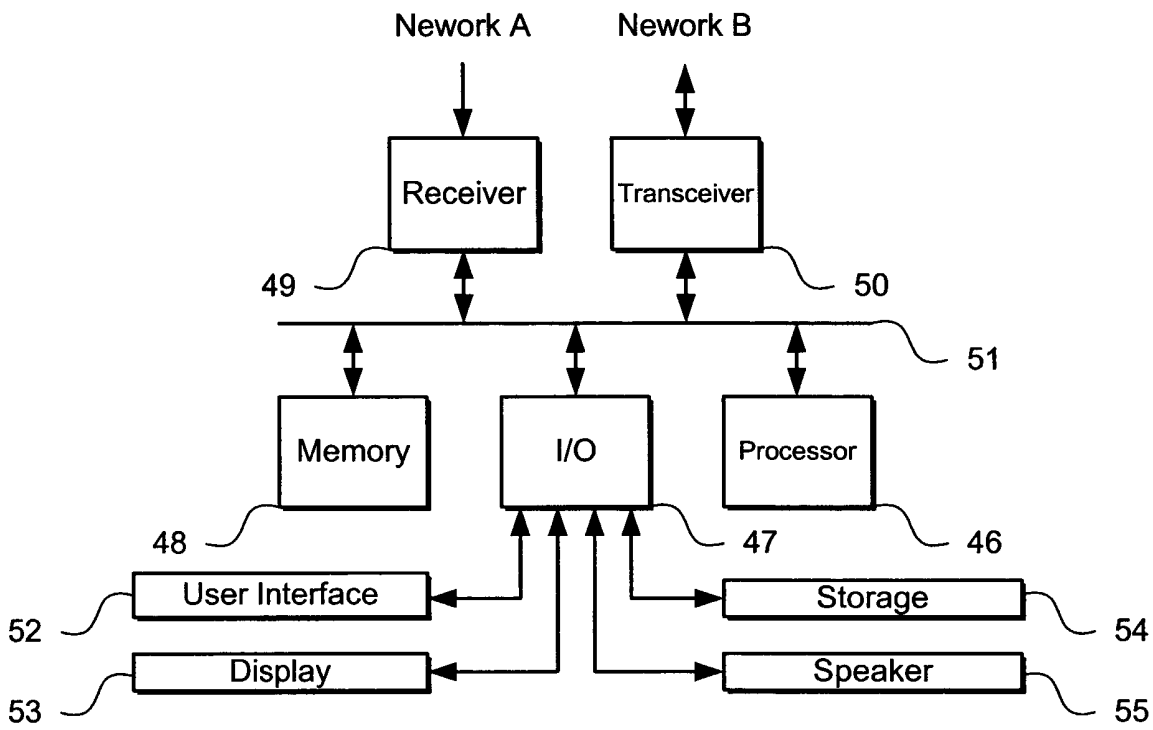 Nework A
Nework B
Receiver
Transceiver
49
50
51
Memory
I/O
Processor
48
47
46
User Interface
Storage
52
54
Display
Speaker
53
55